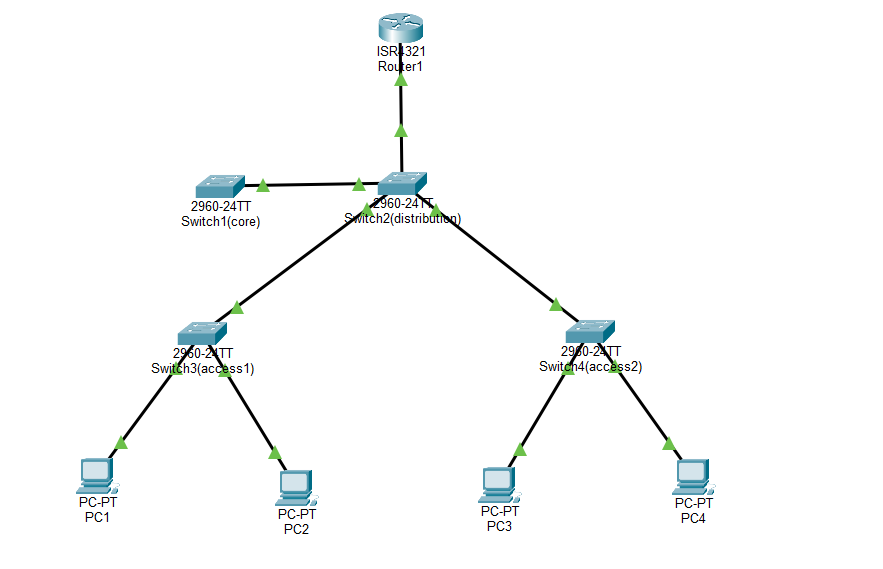 ISR4321
Router1
2960-24TT
Switch1(core)
2960-24TT
Switch2(distribution)
2960-24TT
Switch3(access1)
2960-24TT
Switch4(access2)
PC-PT
PC1
PC-PT
PC2
PC-PT
PC3
PC-PT
PC4